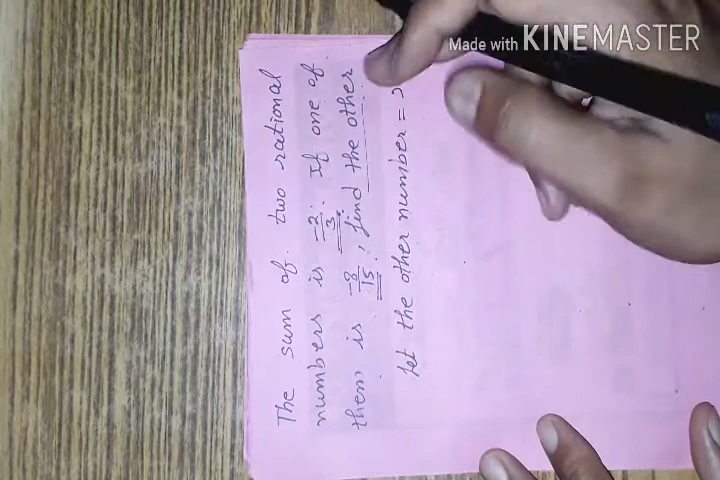 The sum of two rational
numbers is -2/3. If one of
them is -8/15, find the other
let the other number =
Made with KINEMASTER